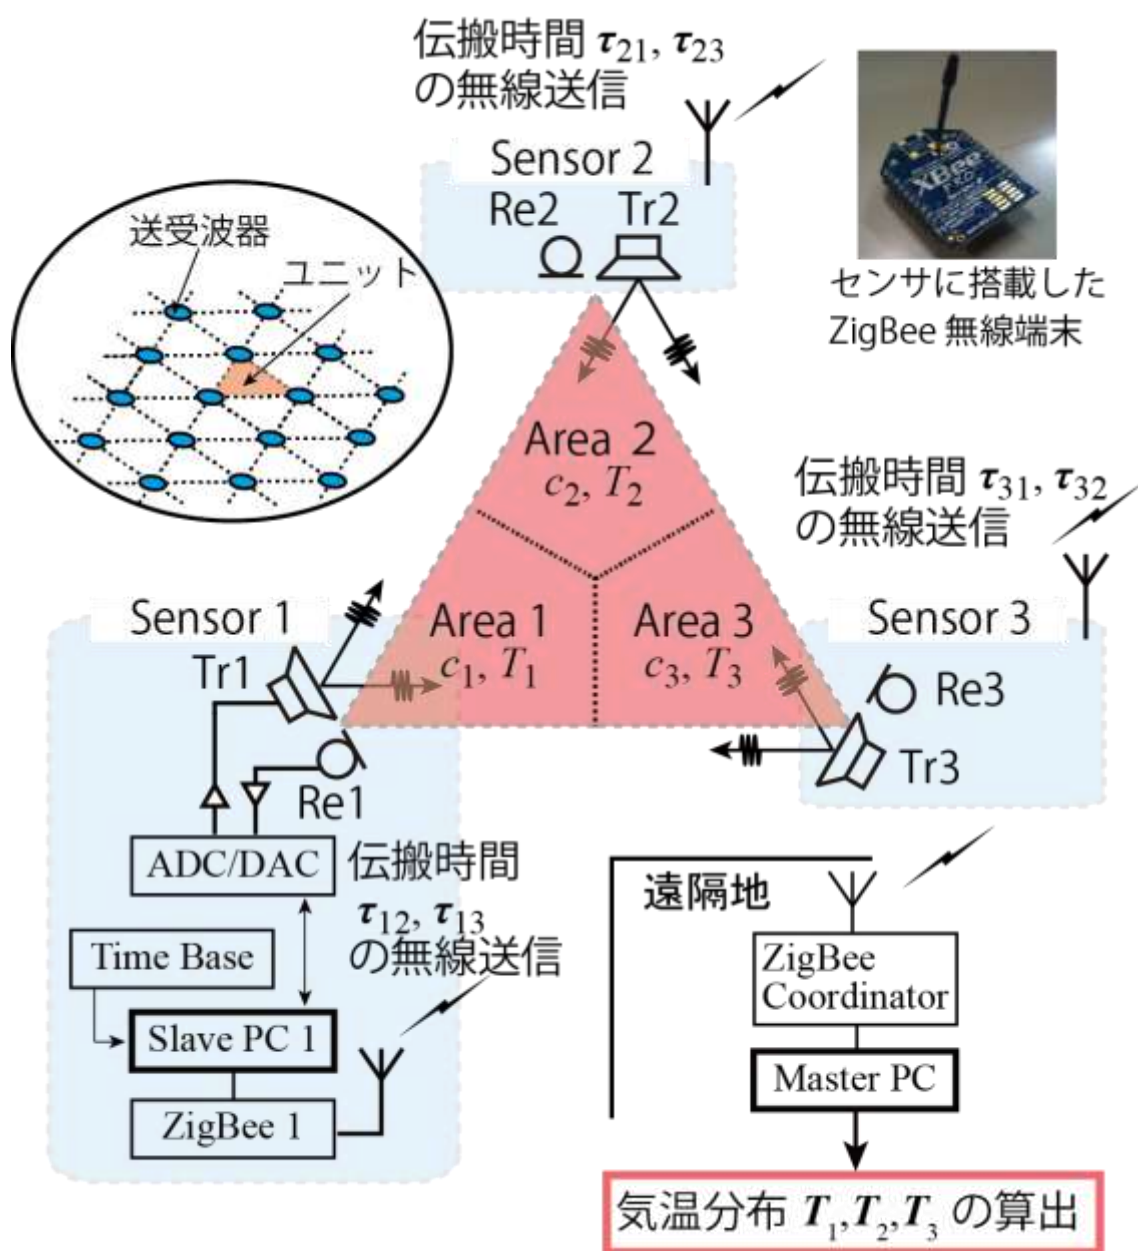 伝搬時間 τ21, τ23
の無線送信
Sensor 2
Re2 Tr2
XBee
PRO
センサに搭載した
ZigBee 無線端末
送受波器
ユニット
Area 2
c2, T2
伝搬時間 τ31, τ32
の無線送信
Sensor 1
Tr1
Area 1
c1, T1
Area 3
c3, T3
Sensor 3
Re3
Tr3
Re1
ADC/DAC
伝搬時間
τ12, τ13
の無線送信
Time Base
Slave PC 1
ZigBee 1
遠隔地
ZigBee
Coordinator
Master PC
気温分布 T1,T2,T3 の算出